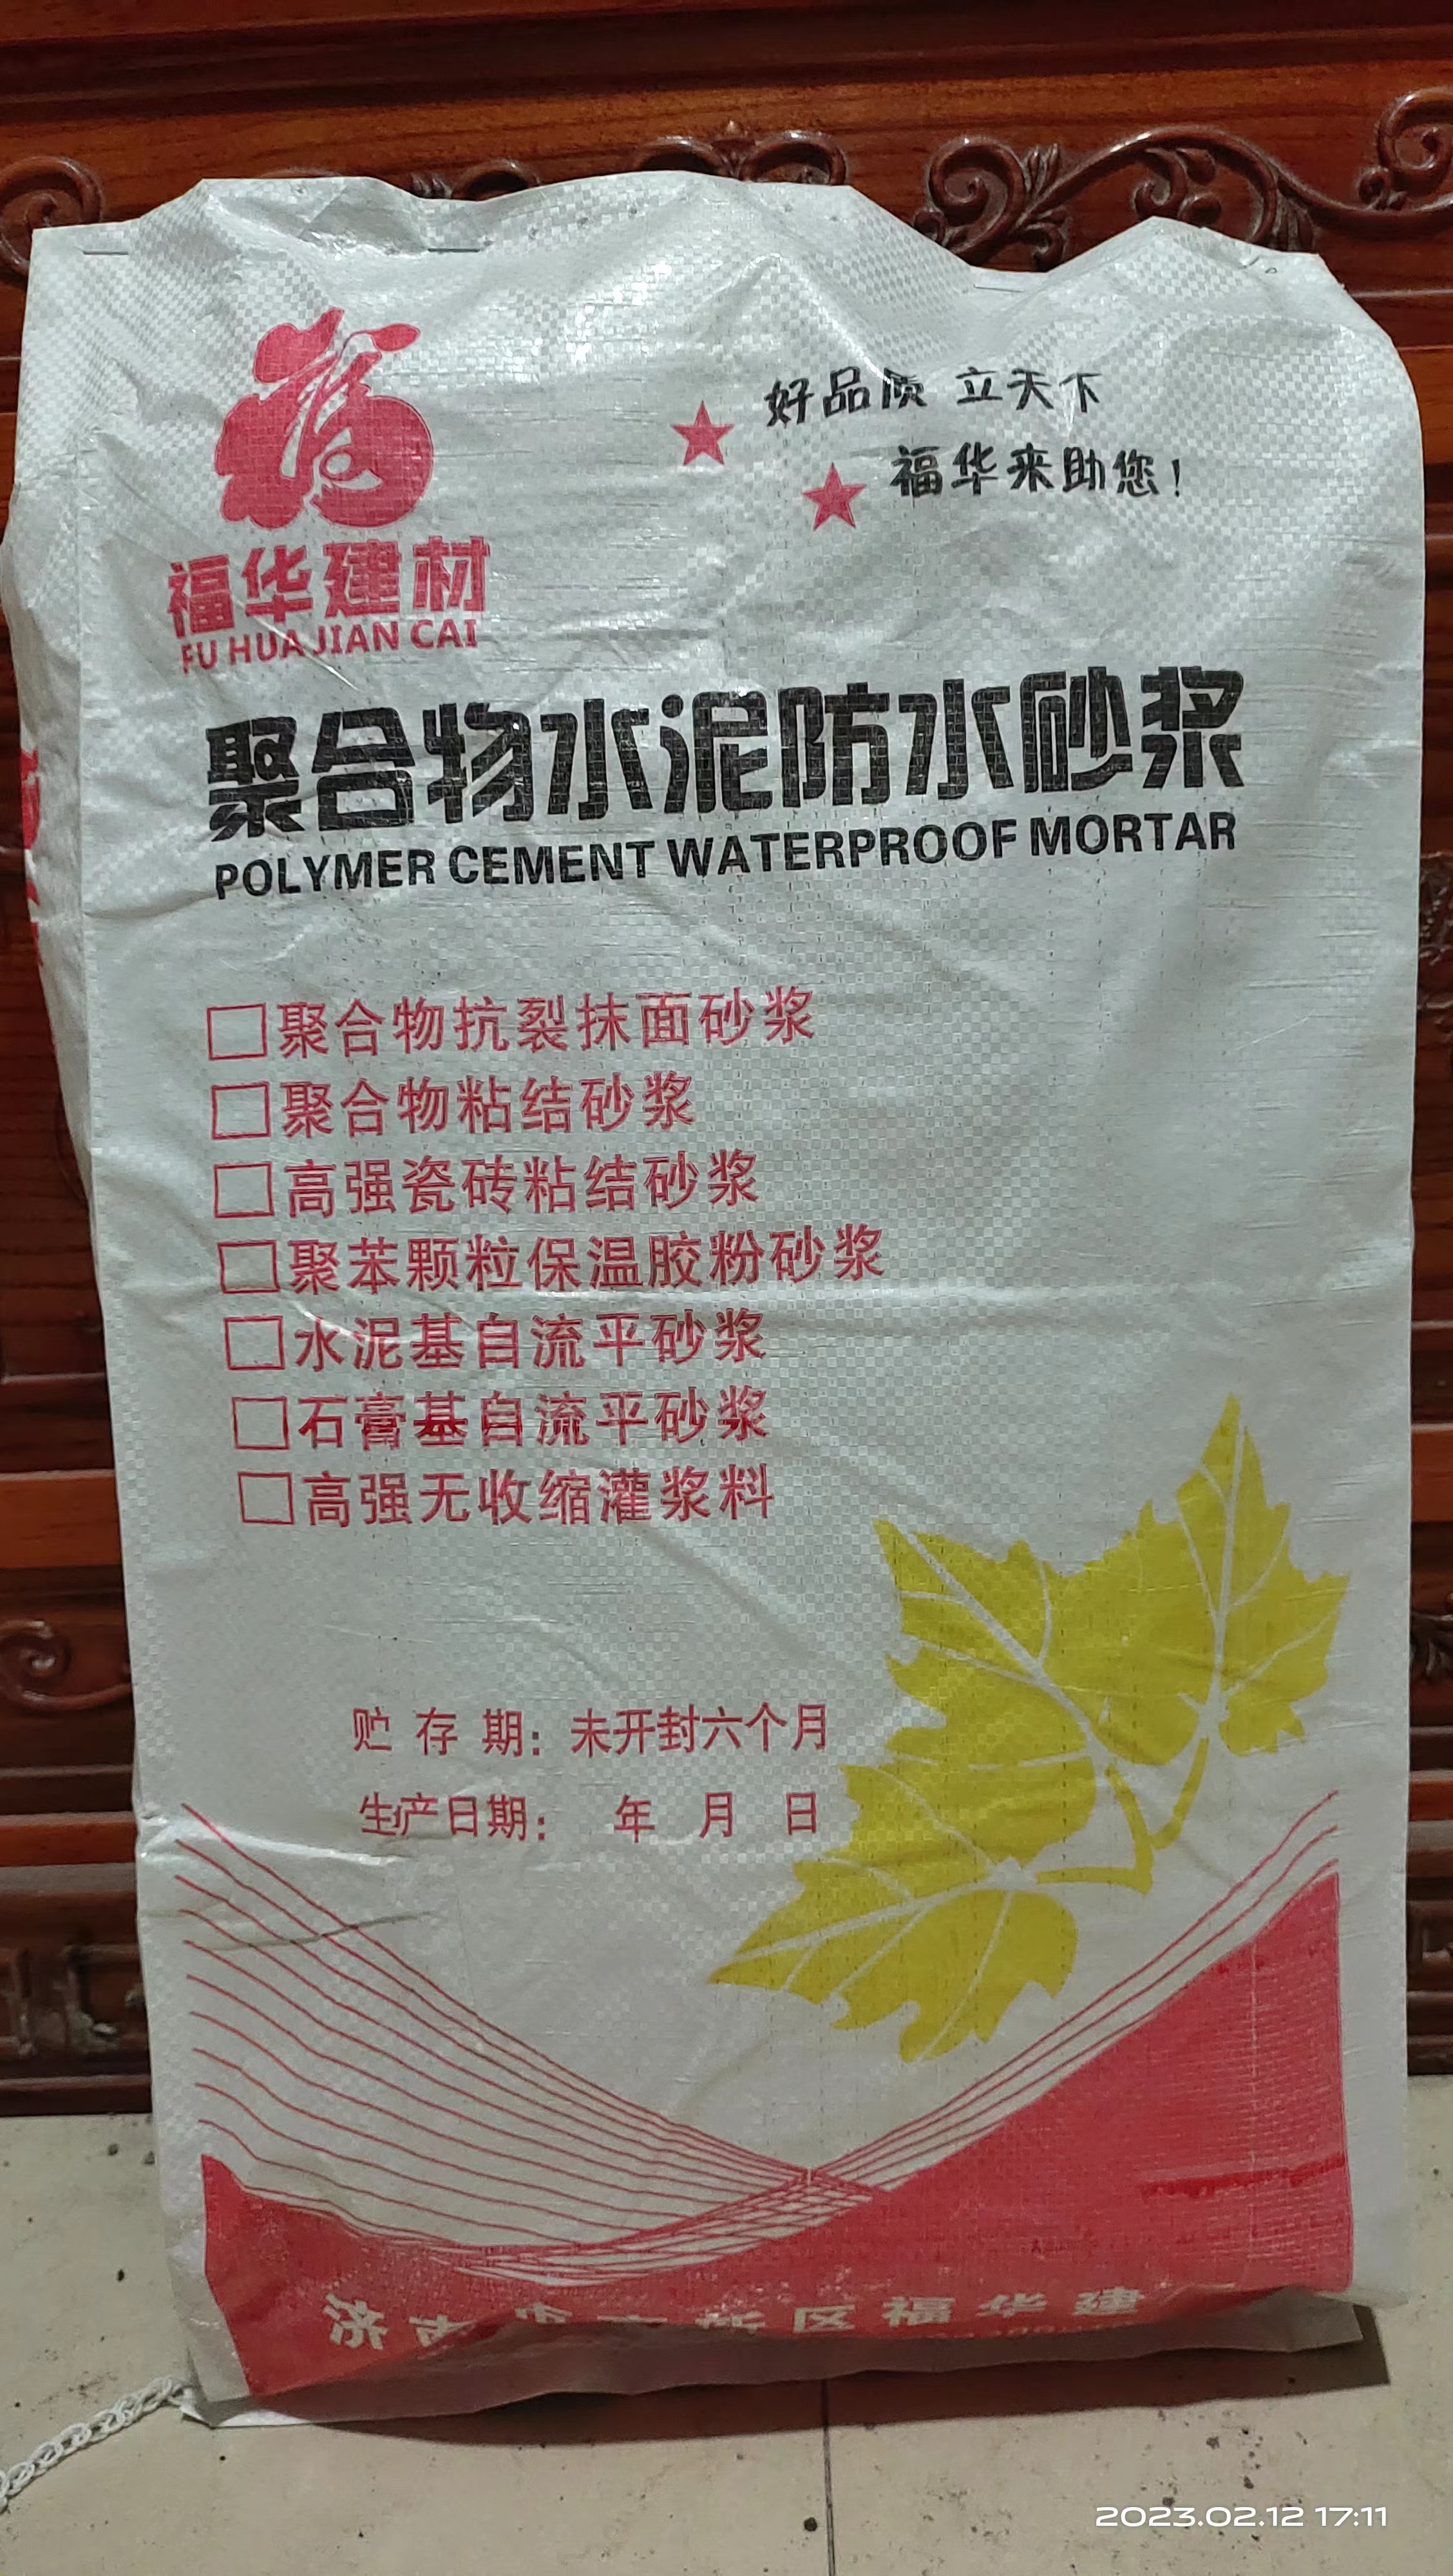 福华建材
FU HUA JIAN CAI
好品质 立天下
福华来助您！
聚合物水泥防水砂浆
POLYMER CEMENT WATERPROOF MORTAR
□聚合物抗裂抹面砂浆
□聚合物粘结砂浆
□高强瓷砖粘结砂浆
□聚苯颗粒保温胶粉砂浆
□水泥基自流平砂浆
□石膏基自流平砂浆
□高强无收缩灌浆料
贮 存 期：未开封六个月
生产日期： 年 月 日
济南 区福华建
2023.02.12 17:11